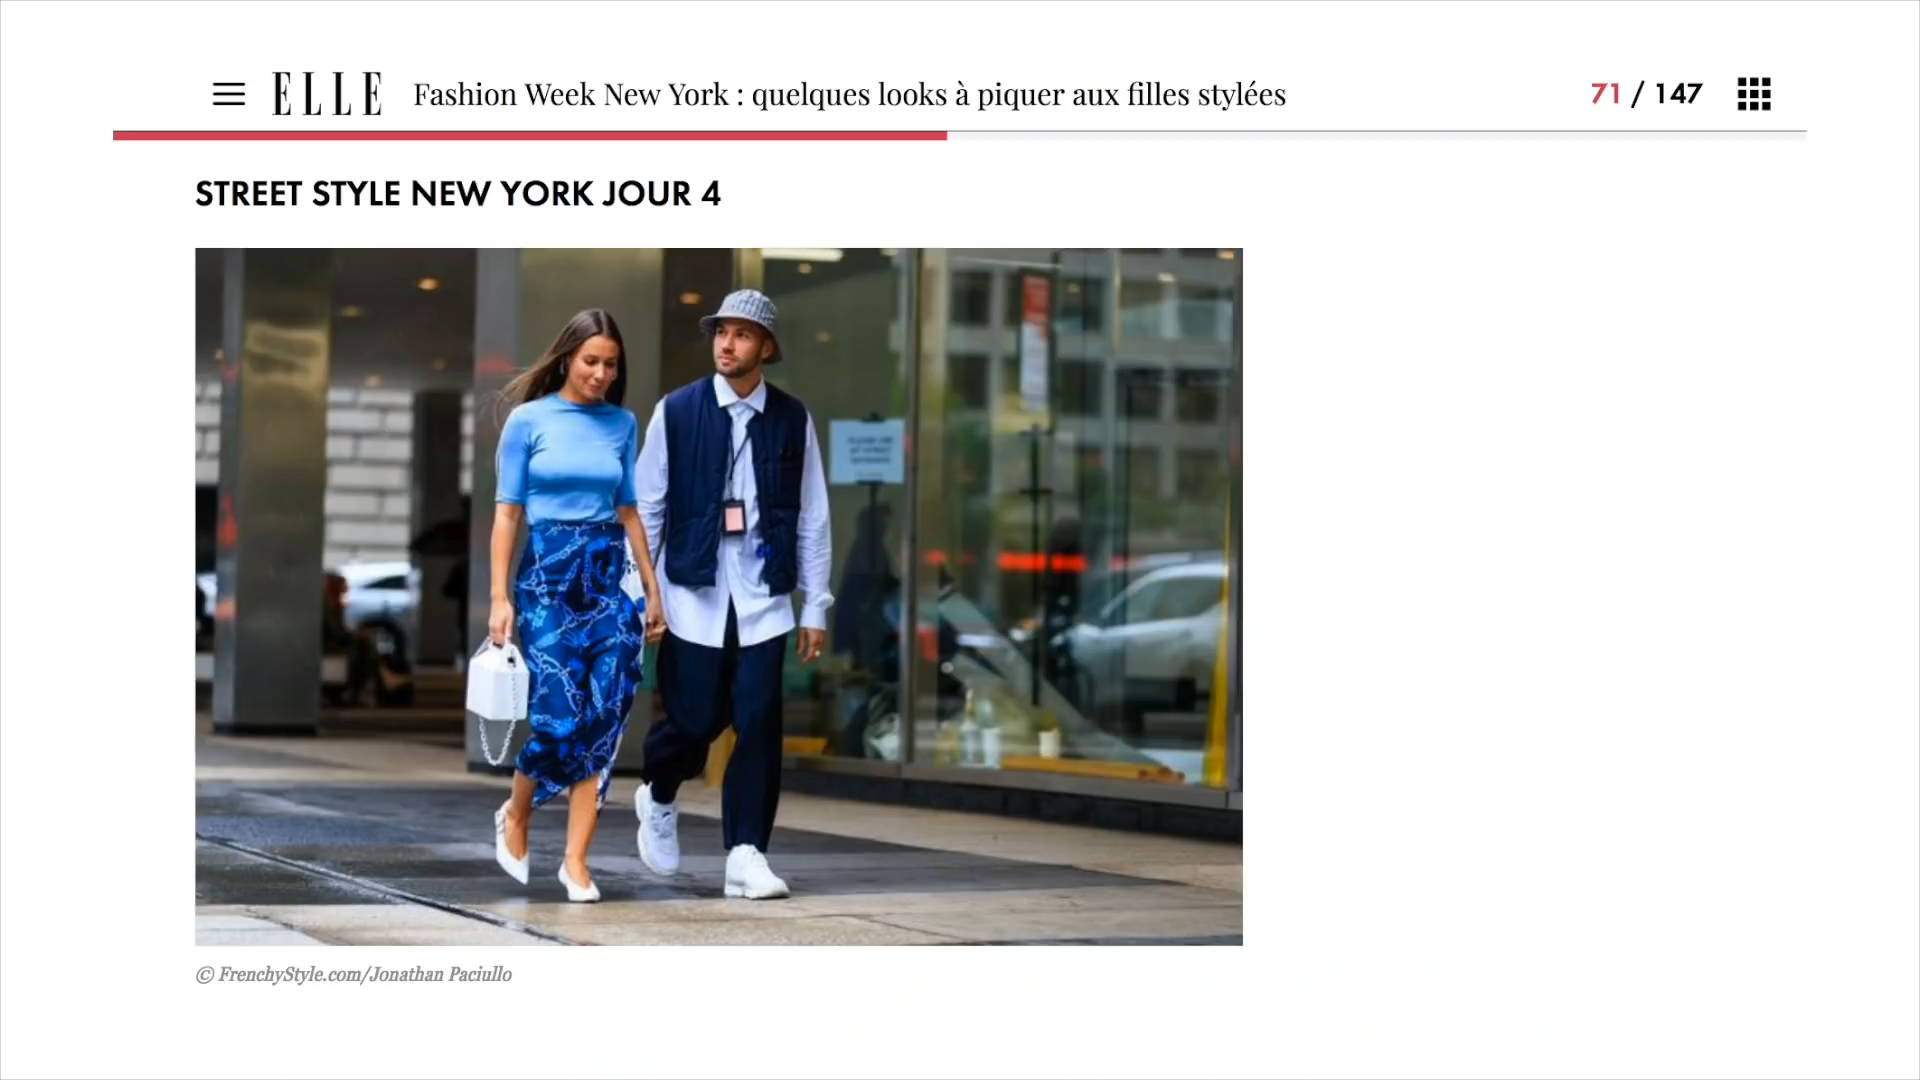 ELLE
Fashion Week New York : quelques looks à piquer aux filles stylées
71 / 147
STREET STYLE NEW YORK JOUR 4
© FrenchyStyle.com/Jonathan Paciullo